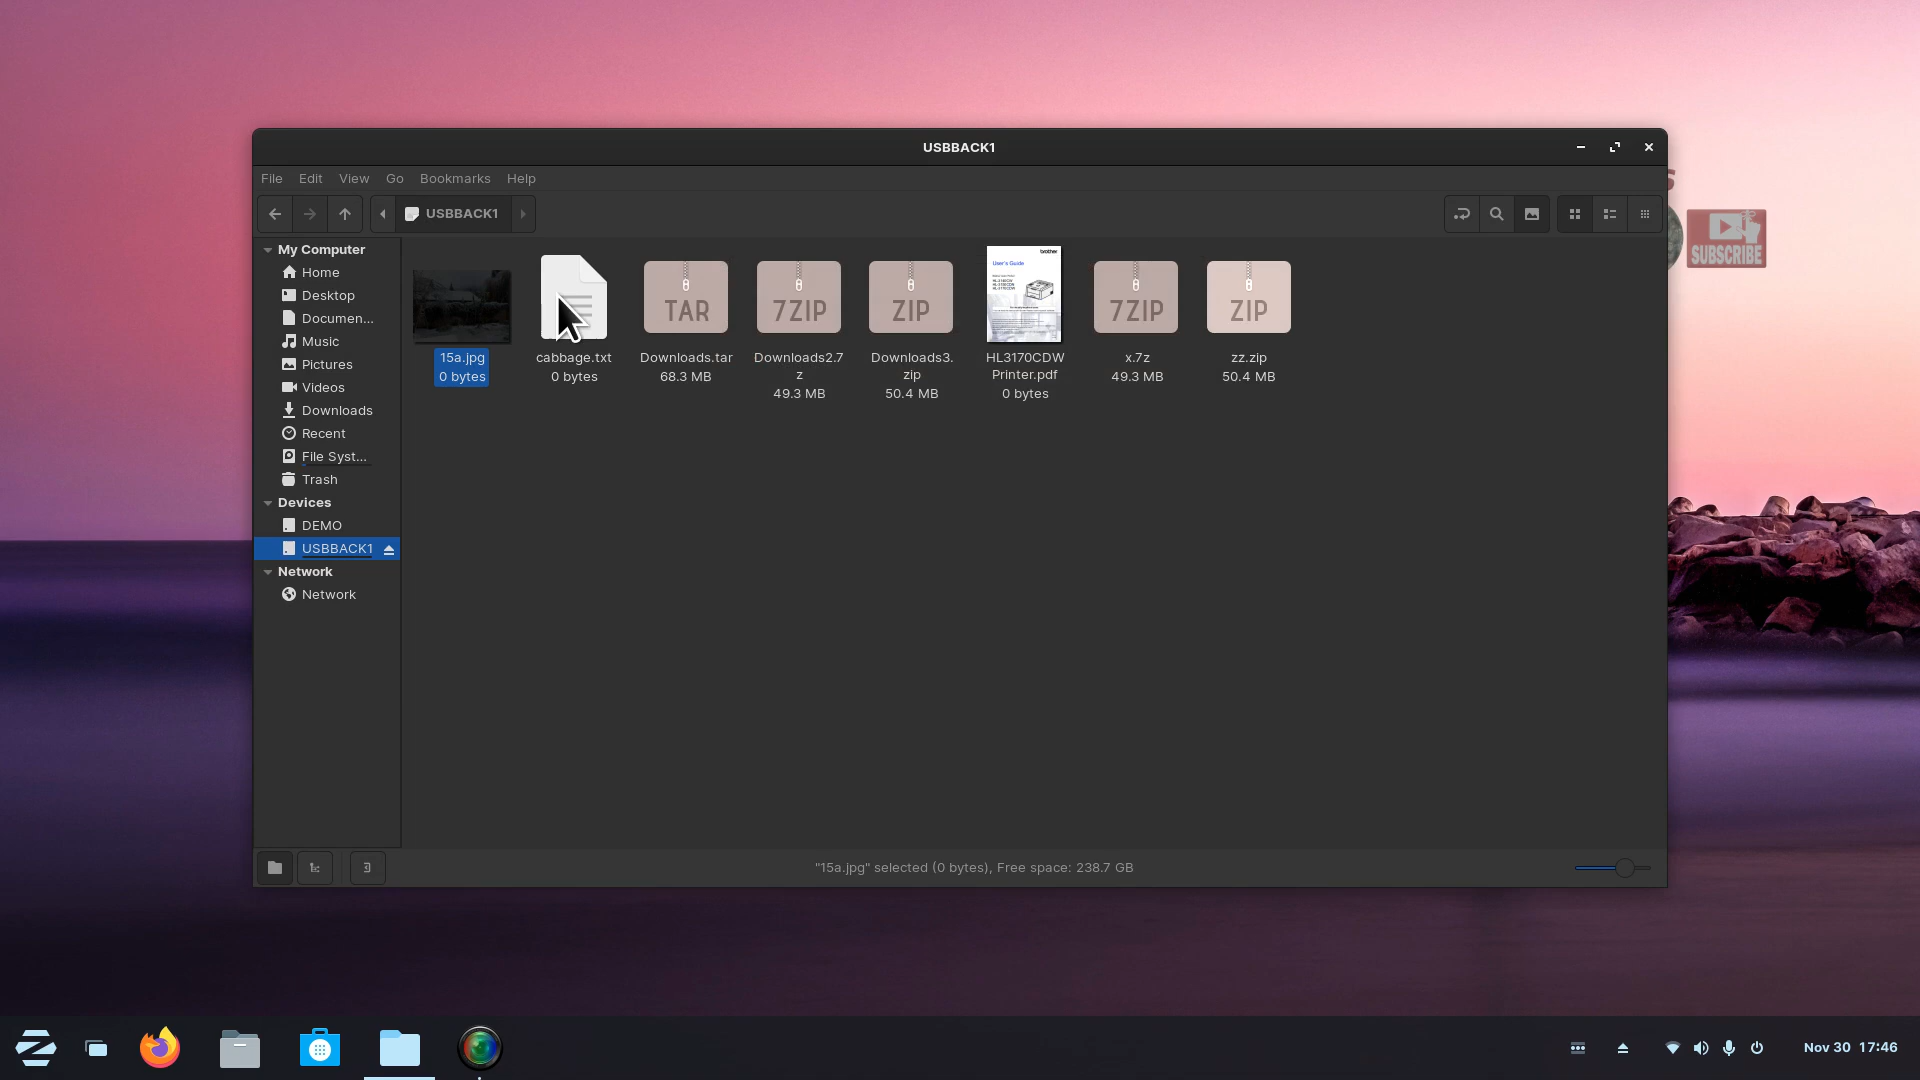 USBBACK1
File Edit View Go Bookmarks Help
USBBACK1
SUBSCRIBE
My Computer
Home
Desktop
Documen...
Music
Pictures
Videos
Downloads
Recent
File Syst...
Trash
Devices
DEMO
USBBACK1
Network
Network
15a.jpg
0 bytes
cabbage.txt
0 bytes
TAR
Downloads.tar
68.3 MB
7ZIP
Downloads2.7
z
49.3 MB
ZIP
Downloads3.
zip
50.4 MB
brother
User's Guide
HL3170CDW
Printer.pdf
0 bytes
7ZIP
x.7z
49.3 MB
ZIP
zz.zip
50.4 MB
"15a.jpg" selected (0 bytes), Free space: 238.7 GB
Nov 30 17:46